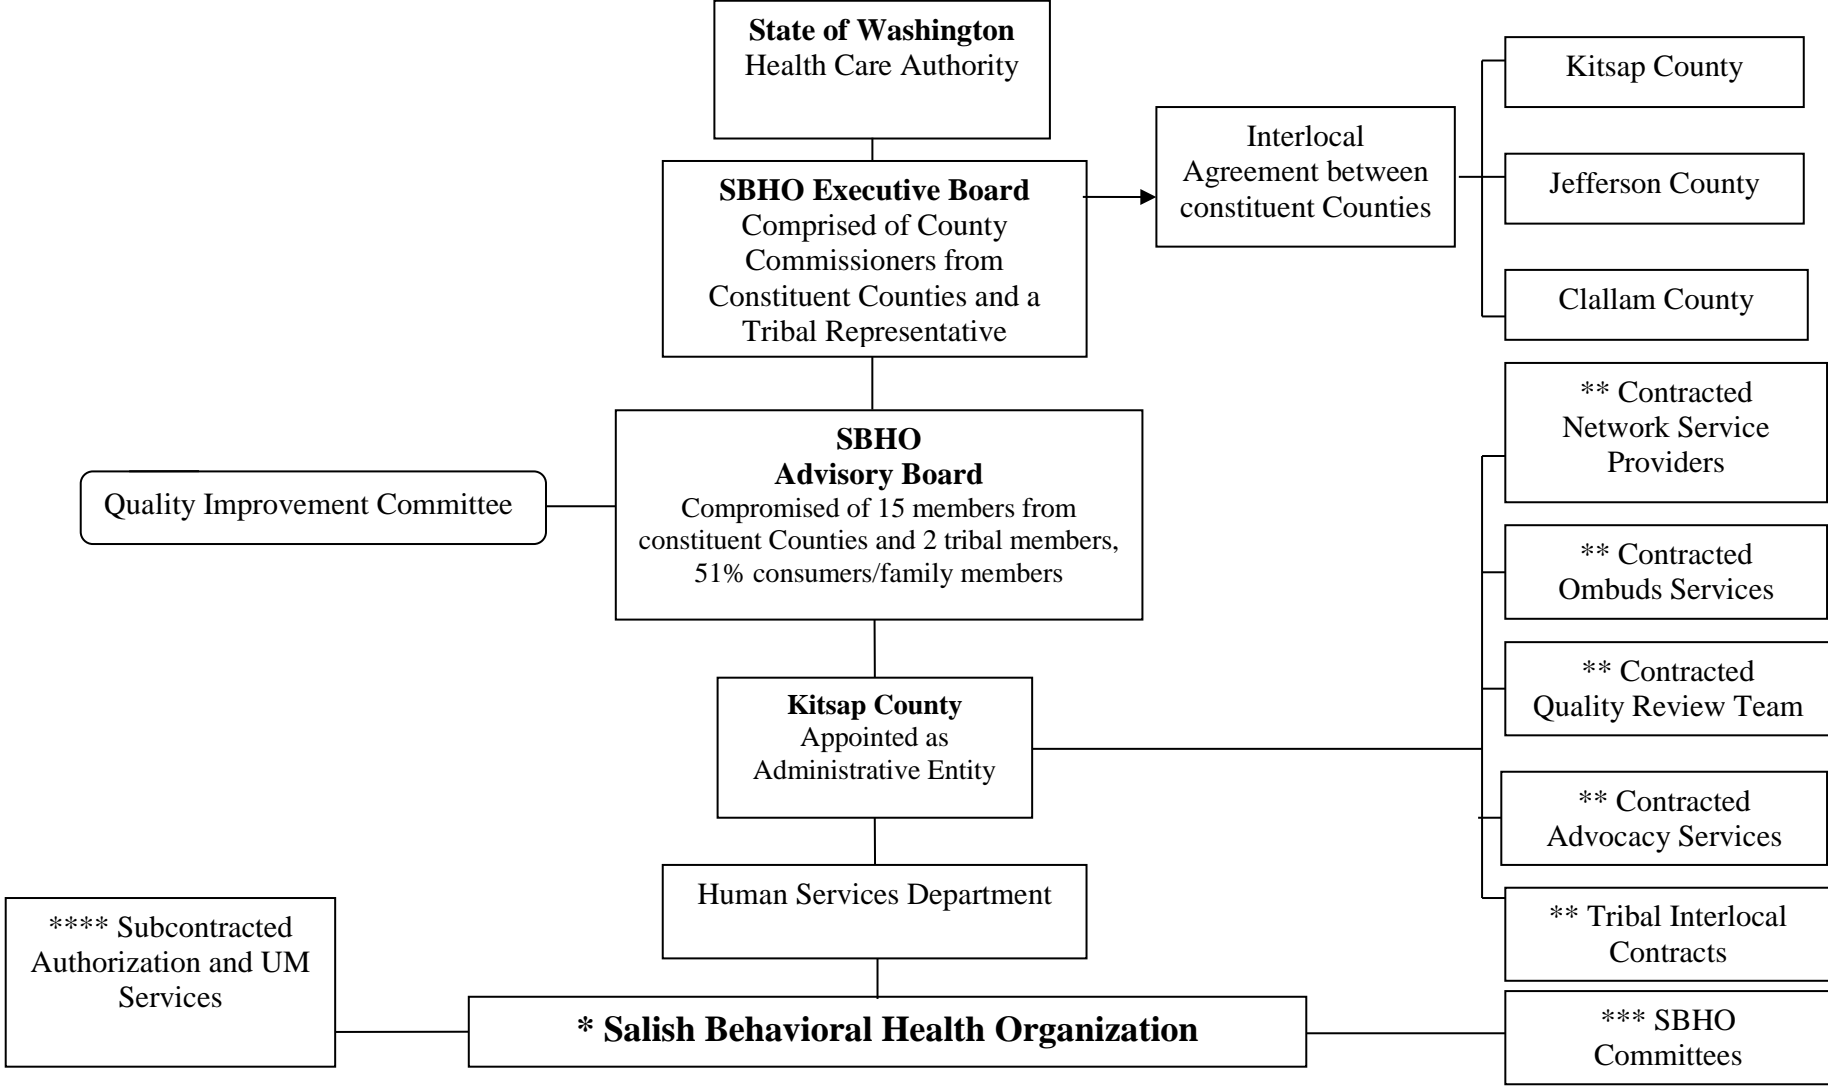 State of Washington
Health Care Authority
Kitsap County
Interlocal
Agreement between
constituent Counties
SBHO Executive Board
Comprised of County
Commissioners from
Constituent Counties and a
Tribal Representative
Jefferson County
Clallam County
** Contracted
Network Service
Providers
SBHO
Advisory Board
Compromised of 15 members from
constituent Counties and 2 tribal members,
51% consumers/family members
Quality Improvement Committee
** Contracted
Ombuds Services
** Contracted
Quality Review Team
Kitsap County
Appointed as
Administrative Entity
** Contracted
Advocacy Services
Human Services Department
** Tribal Interlocal
Contracts
**** Subcontracted
Authorization and UM
Services
* Salish Behavioral Health Organization
*** SBHO
Committees